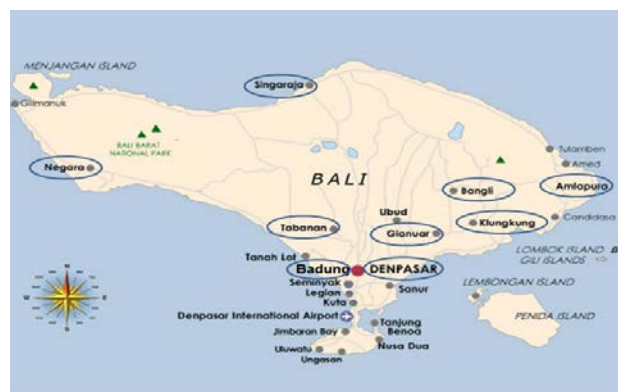 MENJANGAN ISLAND
Gilimanuk
Singaraja
BALI BARAT
NATIONAL PARK
Negara
BALI
Tulamben
Amed
Bangli
Amlapura
Ubud
Tabanan
Gianuar
Klungkung
Candidasa
Tanah Lot
Badung
DENPASAR
LOMBOK ISLAND
GILI ISLANDS
Seminyak
Legian
Kuta
Sanur
LEMBONGAN ISLAND
PENIDA ISLAND
Denpasar International Airport
Tanjung
Benoa
Jimbaran Bay
Nusa Dua
Uluwatu
Ungasan
N
W
E
S